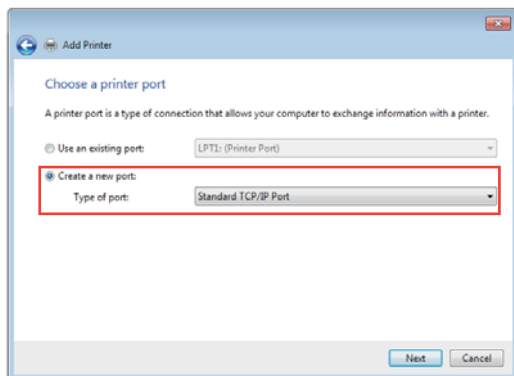 Add Printer
Choose a printer port
A printer port is a type of connection that allows your computer to exchange information with a printer.
Use an existing port: LPT1: (Printer Port)
Create a new port:
Type of port: Standard TCP/IP Port
Next Cancel